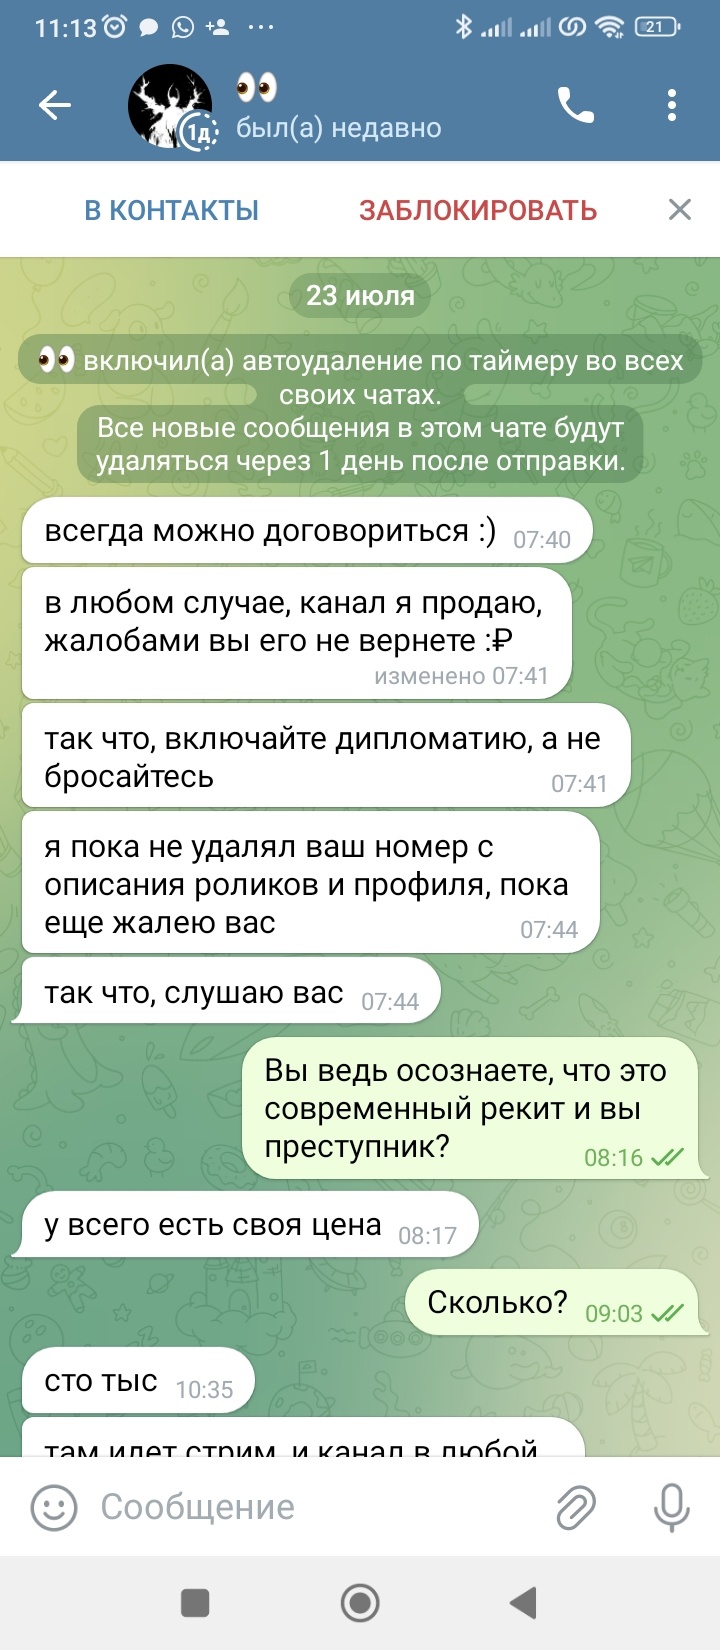 11:13
21
👀
1д
был(а) недавно
В КОНТАКТЫ
ЗАБЛОКИРОВАТЬ
23 июля
👀 включил(а) автоудаление по таймеру во всех
своих чатах.
Все новые сообщения в этом чате будут
удаляться через 1 день после отправки.
всегда можно договориться :) 07:40
в любом случае, канал я продаю,
жалобами вы его не вернете :₽
изменено 07:41
так что, включайте дипломатию, а не
бросайтесь 07:41
я пока не удалял ваш номер с
описания роликов и профиля, пока
еще жалею вас 07:44
так что, слушаю вас 07:44
Вы ведь осознаете, что это
современный рекит и вы
преступник? 08:16
у всего есть своя цена 08:17
Сколько? 09:03
сто тыс 10:35
там идет стрим, и канал в любой
Сообщение